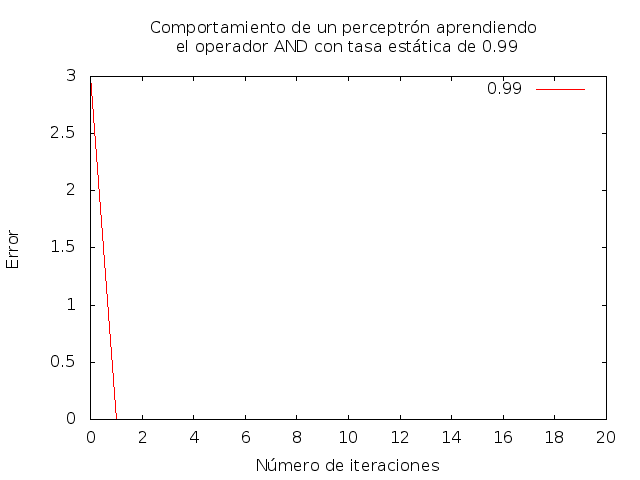 Comportamiento de un perceptrón aprendiendo
el operador AND con tasa estática de 0.99
0.99
3
2.5
2
1.5
1
0.5
0
Error
0 2 4 6 8 10 12 14 16 18 20
Número de iteraciones